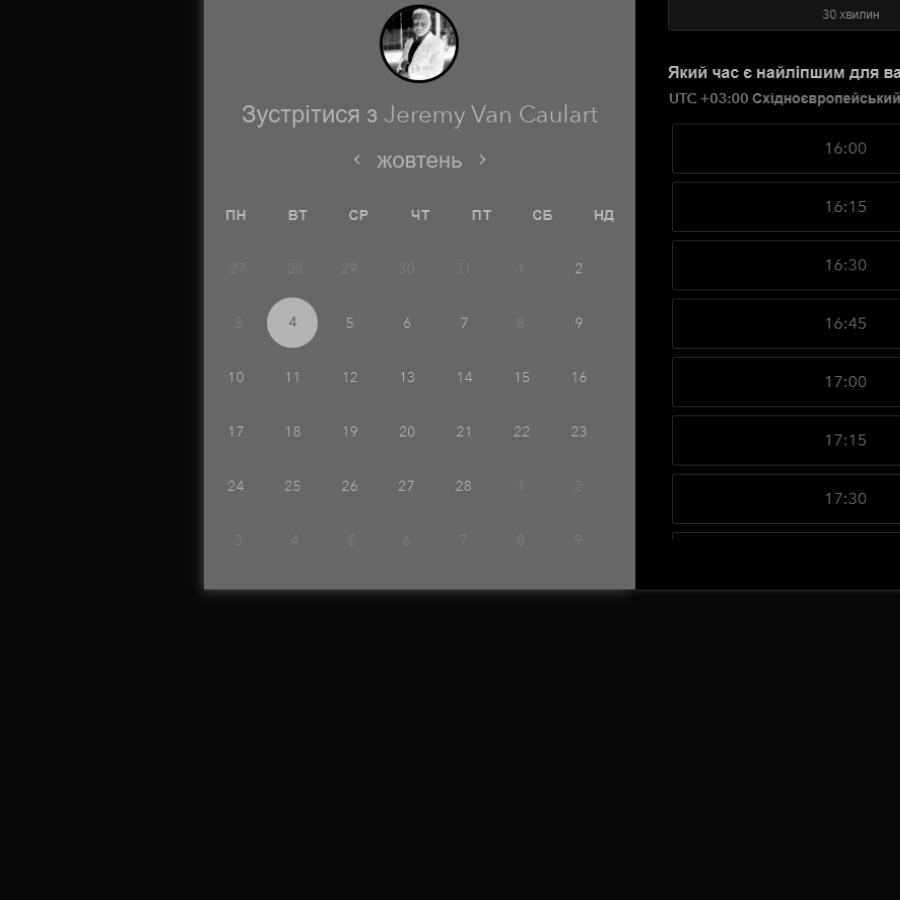 Зустрітися з Jeremy Van Caulart
‹ жовтень ›
ПН ВТ СР ЧТ ПТ СБ НД
27 28 29 30 31 1 2
3 4 5 6 7 8 9
10 11 12 13 14 15 16
17 18 19 20 21 22 23
24 25 26 27 28 1 2
3 4 5 6 7 8 9
30 хвилин
Який час є найліпшим для ва
UTC +03:00 Східноєвропейський
16:00
16:15
16:30
16:45
17:00
17:15
17:30